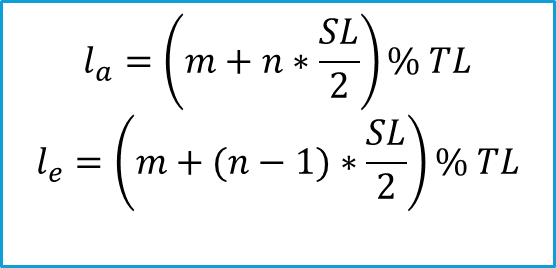 l_a = (m + n * SL/2) % TL
l_e = (m + (n − 1) * SL/2) % TL